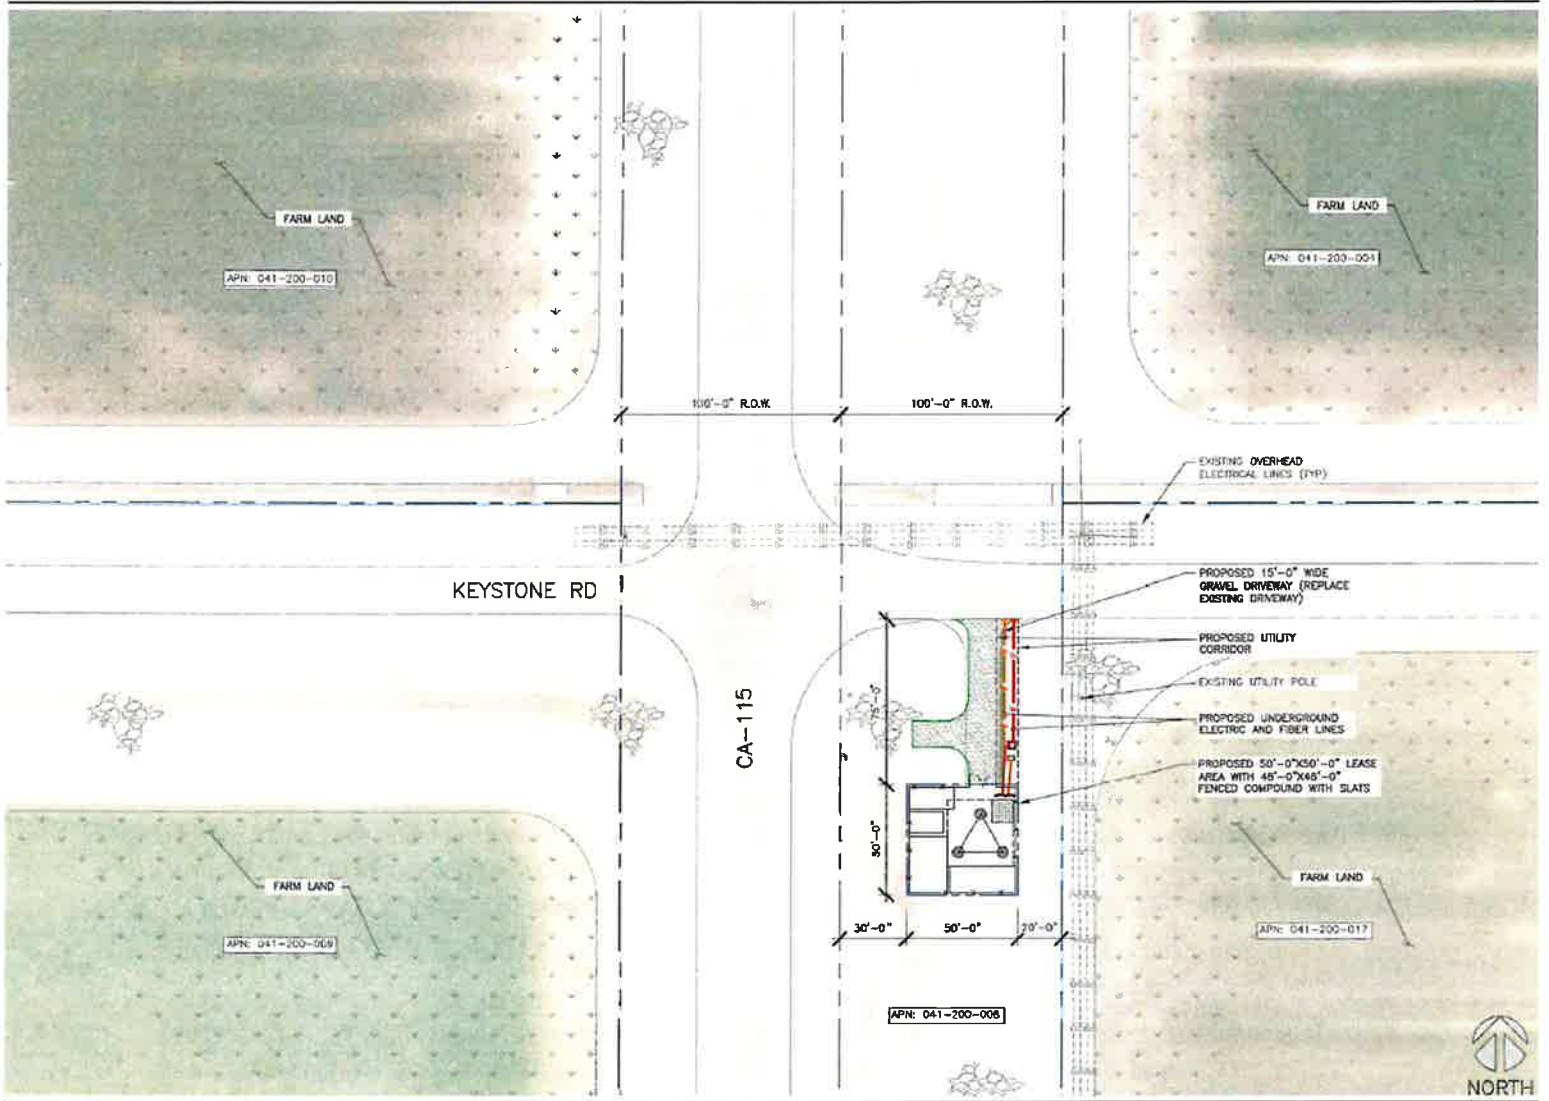 FARM LAND
APN: 041-200-010
FARM LAND
APN: 041-200-004
100'-0" R.O.W.
100'-0" R.O.W.
EXISTING OVERHEAD
ELECTRICAL LINES (TYP)
KEYSTONE RD
PROPOSED 15'-0" WIDE
GRAVEL DRIVEWAY (REPLACE
EXISTING DRIVEWAY)
PROPOSED UTILITY
CORRIDOR
EXISTING UTILITY POLE
PROPOSED UNDERGROUND
ELECTRIC AND FIBER LINES
PROPOSED 50'-0"X50'-0" LEASE
AREA WITH 48'-0"X48'-0"
FENCED COMPOUND WITH SLATS
CA-115
75'-0"
50'-0"
30'-0"
50'-0"
20'-0"
FARM LAND
APN: 041-200-009
FARM LAND
APN: 041-200-017
APN: 041-200-008
NORTH